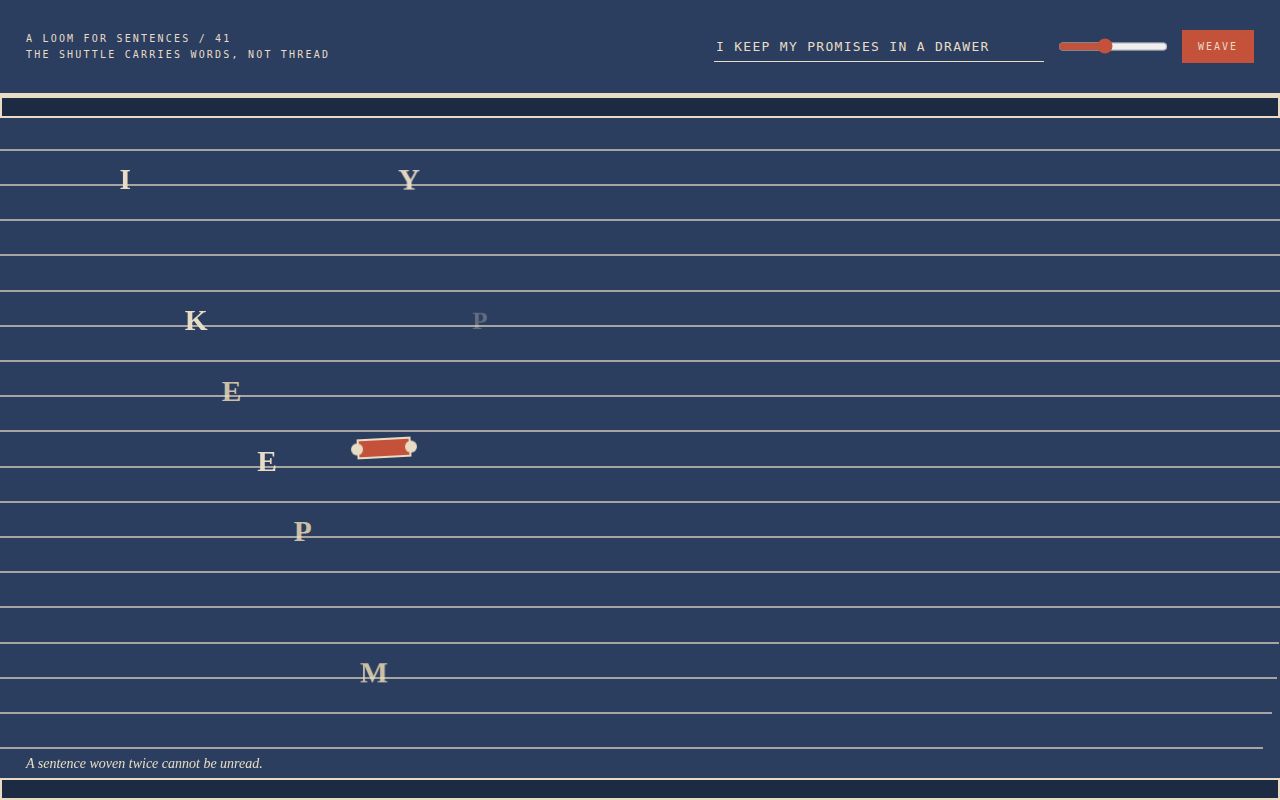 A LOOM FOR SENTENCES / 41
THE SHUTTLE CARRIES WORDS, NOT THREAD
I KEEP MY PROMISES IN A DRAWER
WEAVE
I Y
K P
E
E
P
M
A sentence woven twice cannot be unread.